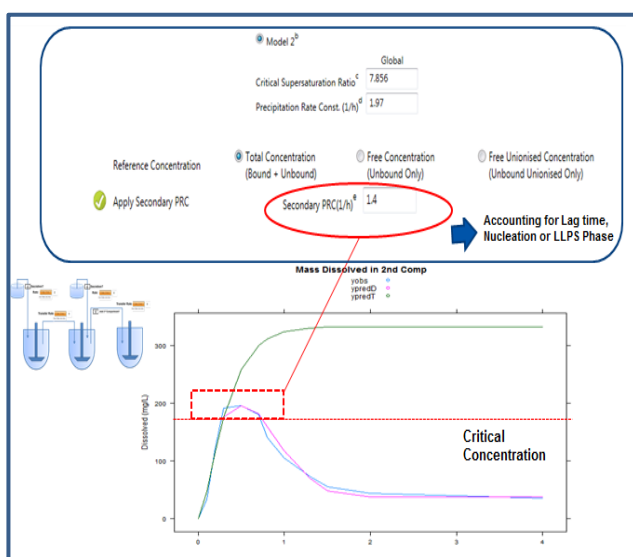 Model 2b
Global
Critical Supersaturation Ratioc 7.856
Precipitation Rate Const. (1/h)d 1.97
Reference Concentration
Total Concentration (Bound + Unbound)
Free Concentration (Unbound Only)
Free Unionised Concentration (Unbound Unionised Only)
Apply Secondary PRC
Secondary PRC(1/h)e 1.4
Accounting for Lag time,
Nucleation or LLPS Phase
Mass Dissolved in 2nd Comp
yobs
ypredD
ypredT
Dissolved (mg/L)
300
200
100
0
Critical
Concentration
0 1 2 3 4